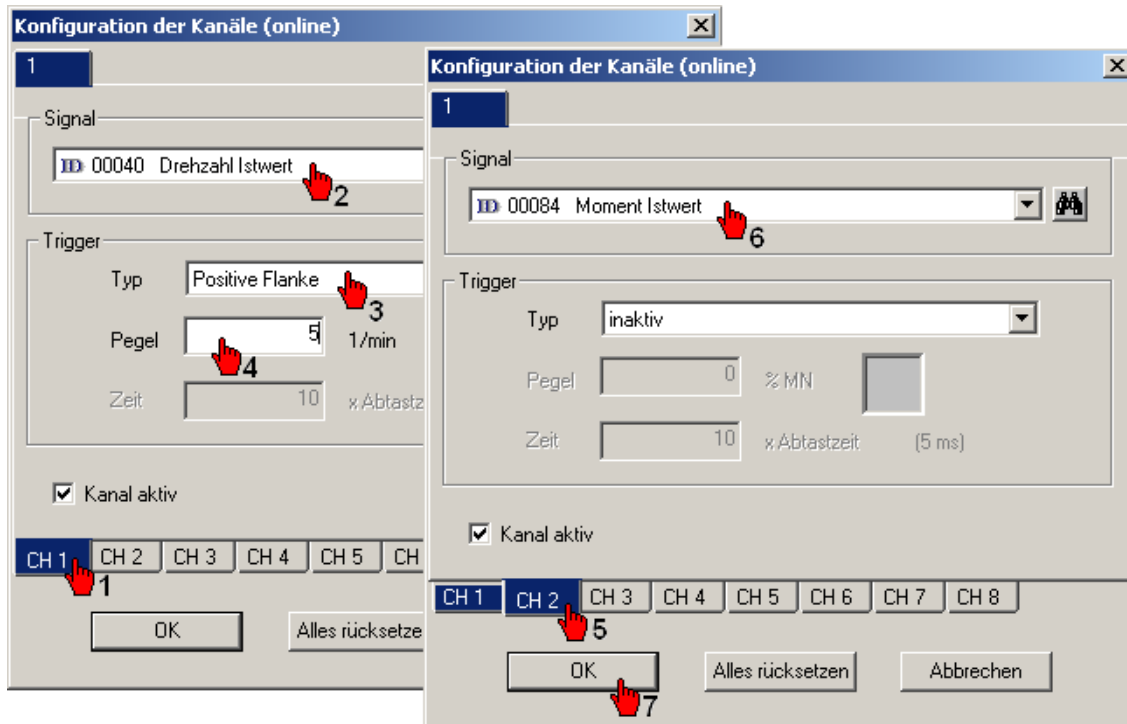 Konfiguration der Kanäle (online)
1
Signal
ID 00040 Drehzahl Istwert
2
Trigger
Typ Positive Flanke
3
Pegel 5 1/min
4
Zeit 10 x Abtastz
Kanal aktiv
CH 1 CH 2 CH 3 CH 4 CH 5 CH
1
OK Alles rücksetze
Konfiguration der Kanäle (online)
1
Signal
ID 00084 Moment Istwert
6
Trigger
Typ inaktiv
Pegel 0 % MN
Zeit 10 x Abtastzeit (5 ms)
Kanal aktiv
CH 1 CH 2 CH 3 CH 4 CH 5 CH 6 CH 7 CH 8
5
OK Alles rücksetzen Abbrechen
7